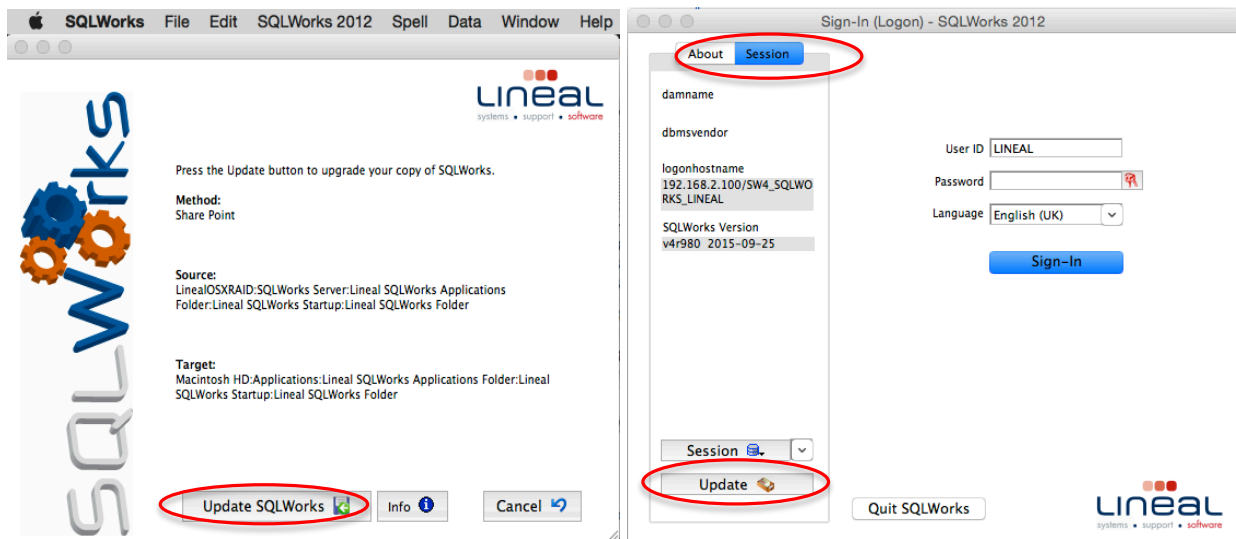 SQLWorks File Edit SQLWorks 2012 Spell Data Window Help
LINEAL
systems • support • software
SQLWorks
Press the Update button to upgrade your copy of SQLWorks.
Method:
Share Point
Source:
LinealOSXRAID:SQLWorks Server:Lineal SQLWorks Applications
Folder:Lineal SQLWorks Startup:Lineal SQLWorks Folder
Target:
Macintosh HD:Applications:Lineal SQLWorks Applications Folder:Lineal
SQLWorks Startup:Lineal SQLWorks Folder
Update SQLWorks Info Cancel
Sign-In (Logon) - SQLWorks 2012
About Session
damname
dbmsvendor
logonhostname
192.168.2.100/SW4_SQLWO
RKS_LINEAL
SQLWorks Version
v4r980 2015-09-25
Session
Update
User ID LINEAL
Password
Language English (UK)
Sign-In
Quit SQLWorks
LINEAL
systems • support • software